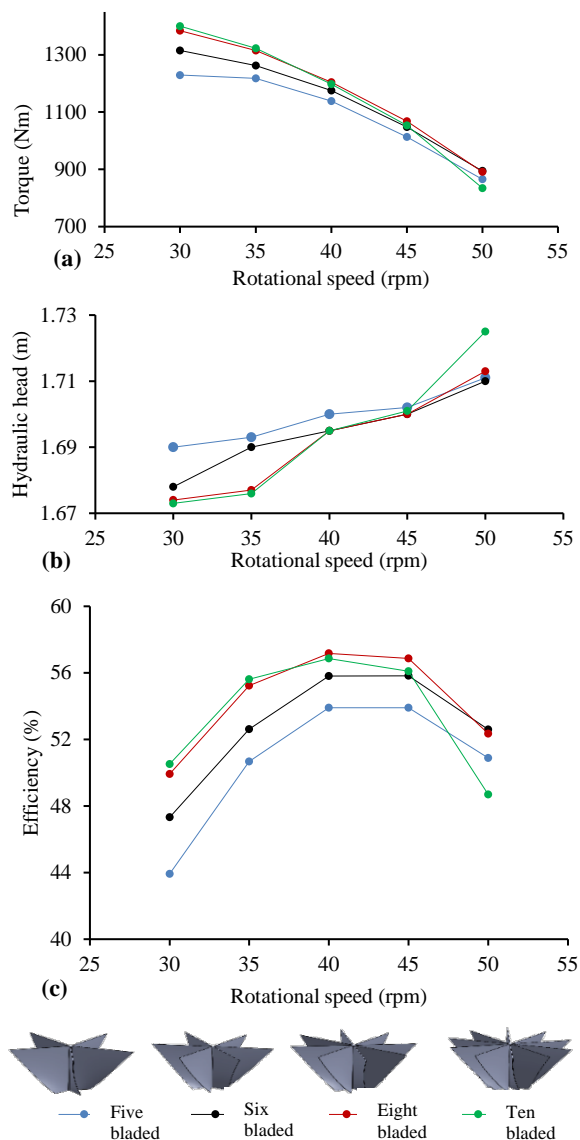 1300
1100
900
700
Torque (Nm)
25 30 35 40 45 50 55
(a)
Rotational speed (rpm)
1.73
1.71
1.69
1.67
Hydraulic head (m)
25 30 35 40 45 50 55
(b)
Rotational speed (rpm)
60
56
52
48
44
40
Efficiency (%)
25 30 35 40 45 50 55
(c)
Rotational speed (rpm)
Five
bladed
Six
bladed
Eight
bladed
Ten
bladed